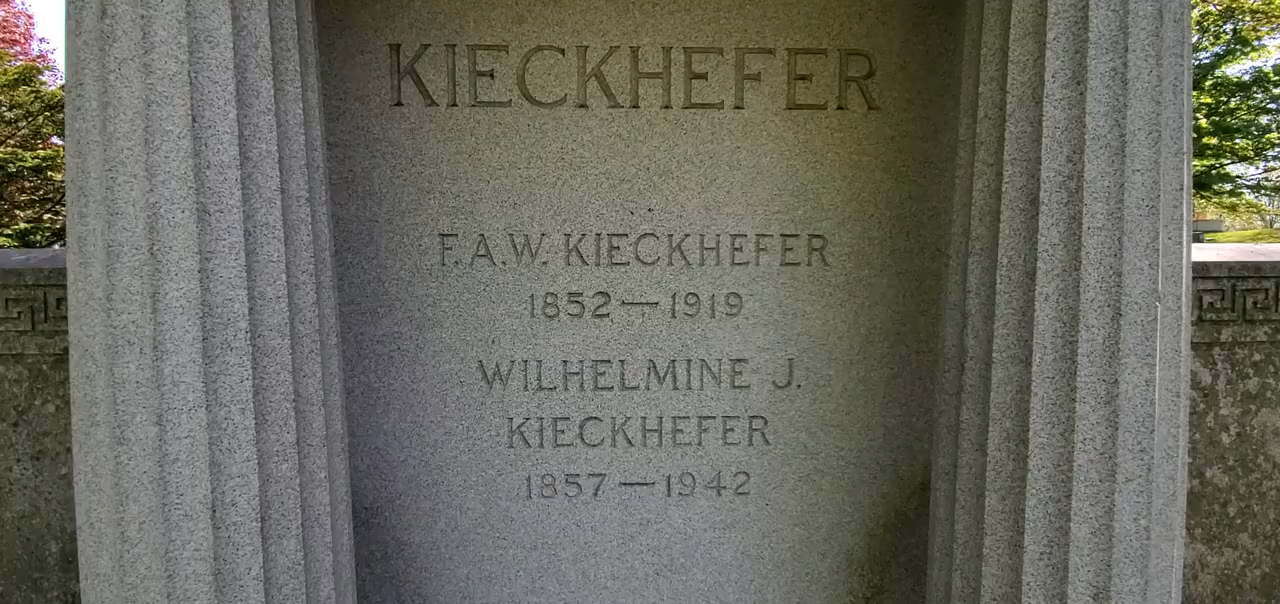 KIECKHEFER
F. A. W. KIECKHEFER
1852 — 1919
WILHELMINE J.
KIECKHEFER
1857 — 1942